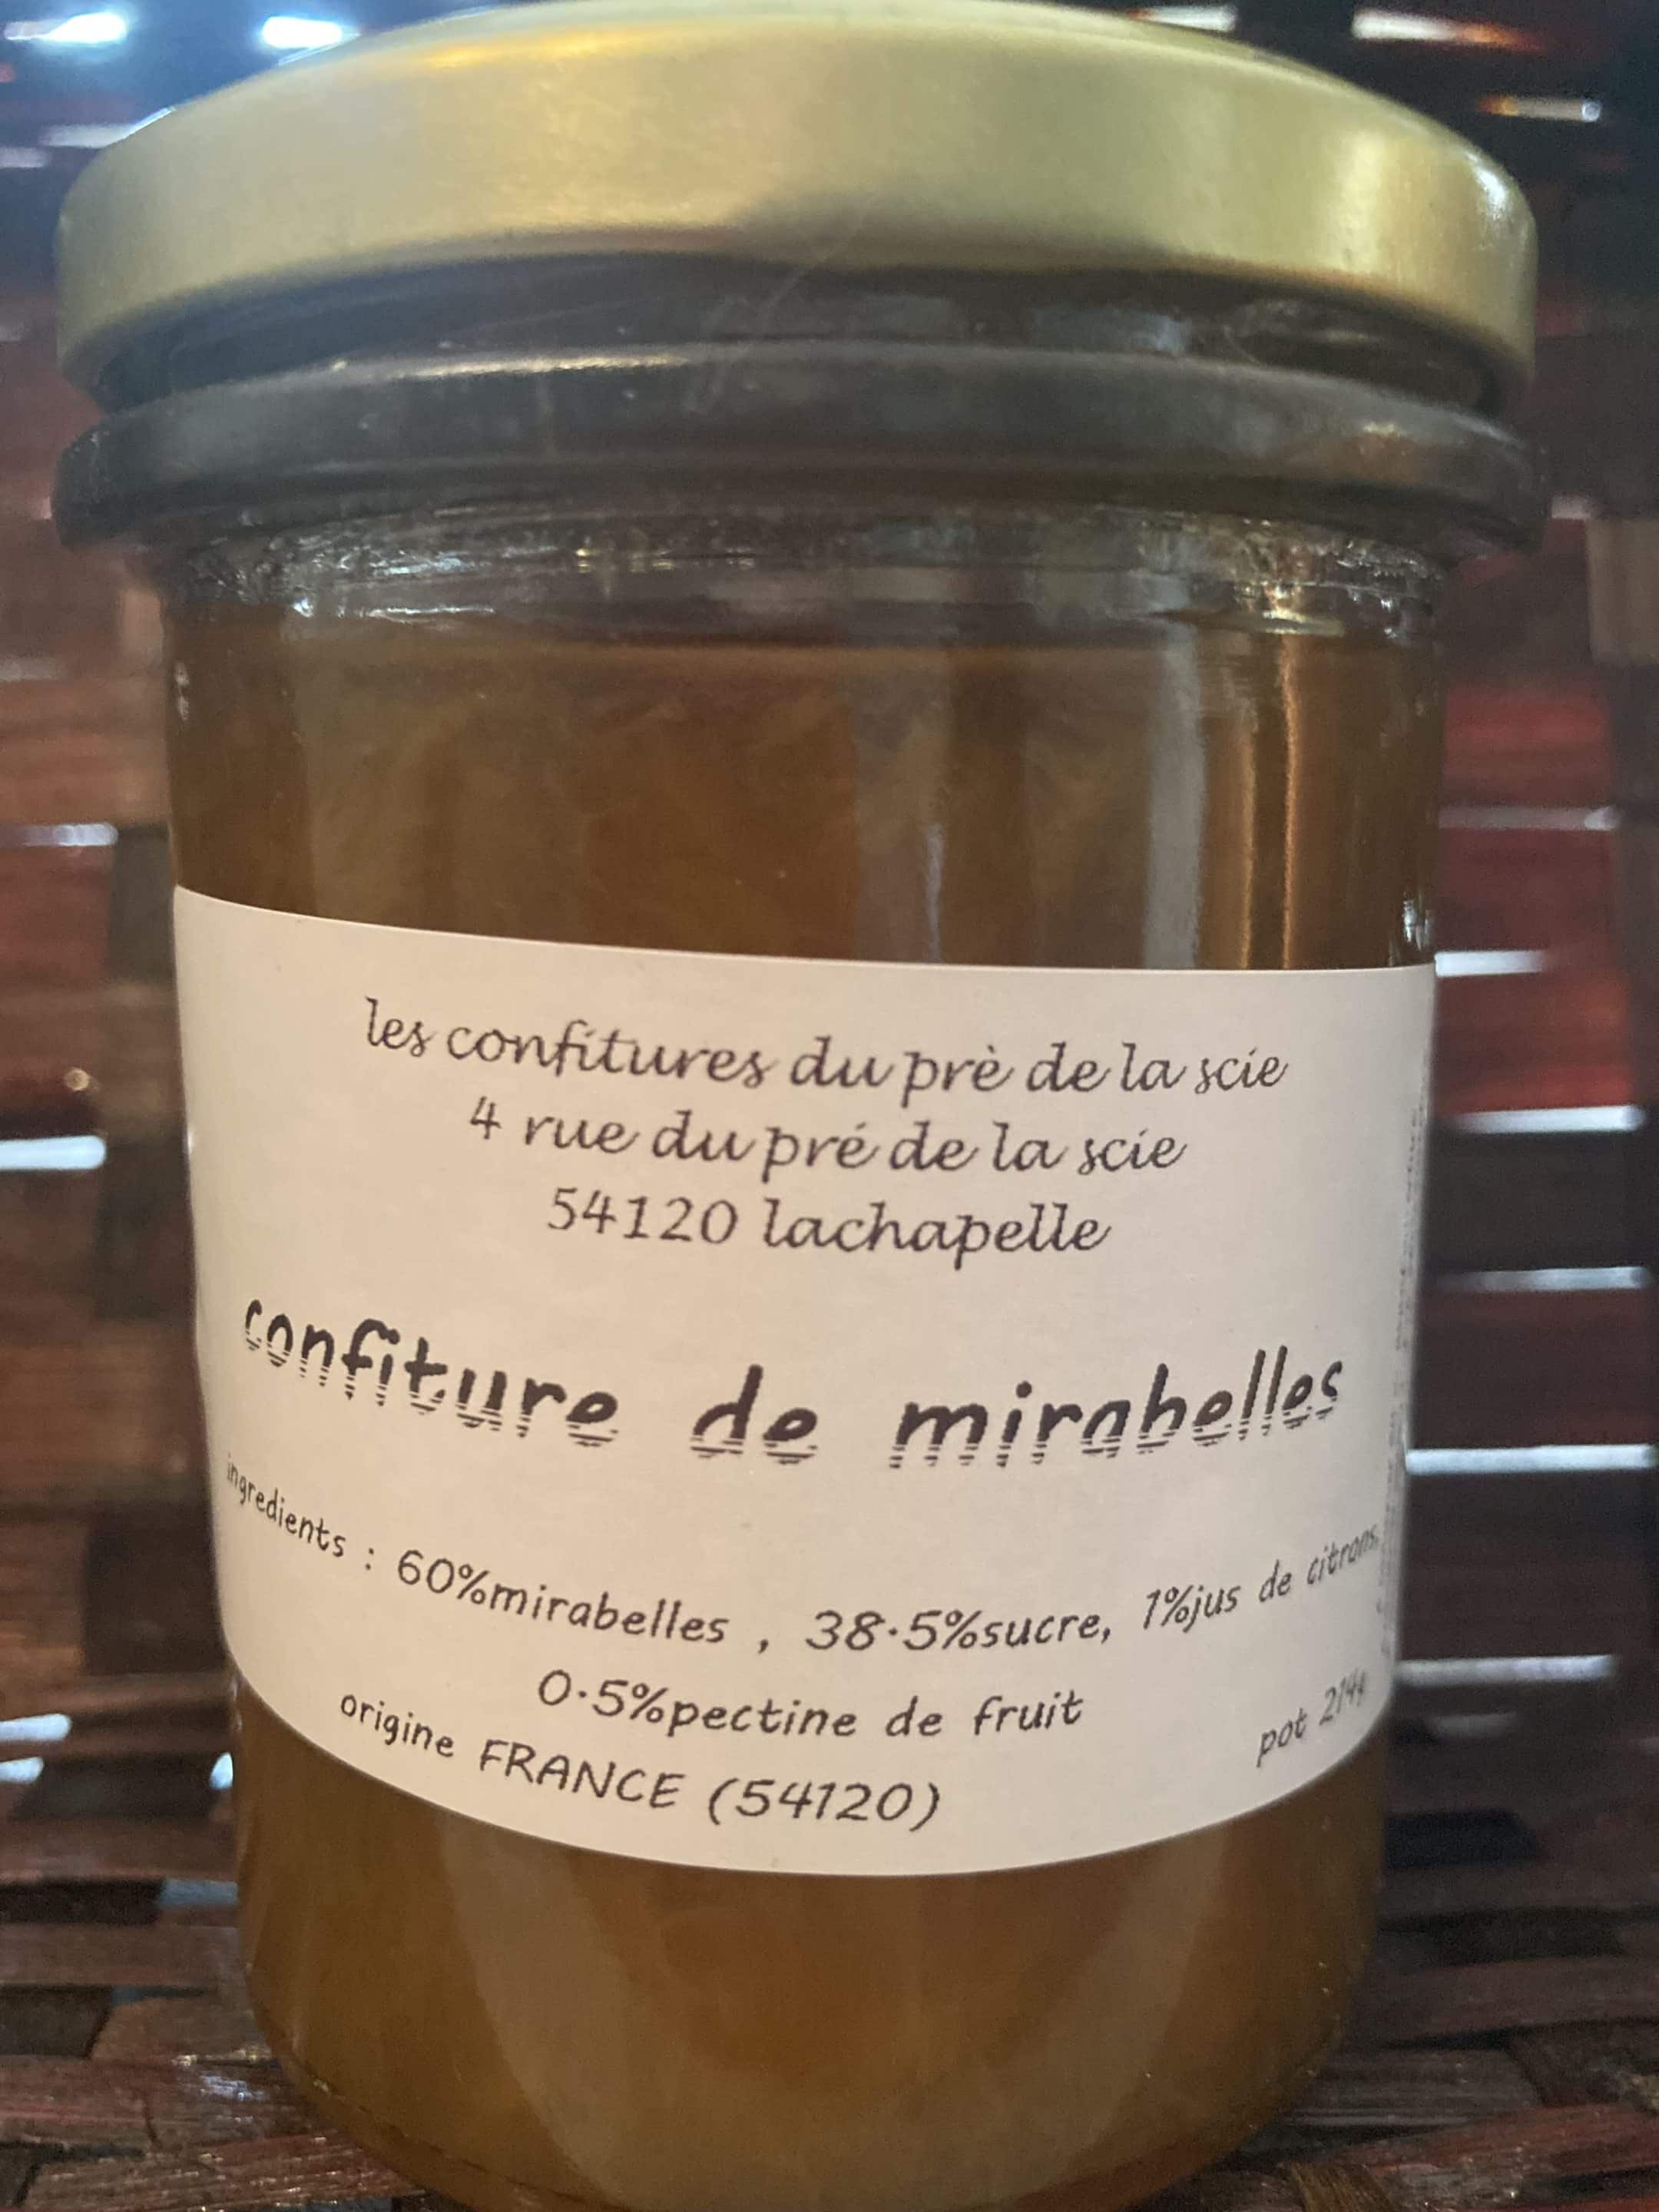 les confitures du prè de la scie
4 rue du pré de la scie
54120 lachapelle
confiture de mirabelles
ingredients : 60%mirabelles , 38.5%sucre, 1%jus de citrons,
0.5%pectine de fruit
origine FRANCE (54120)
pot